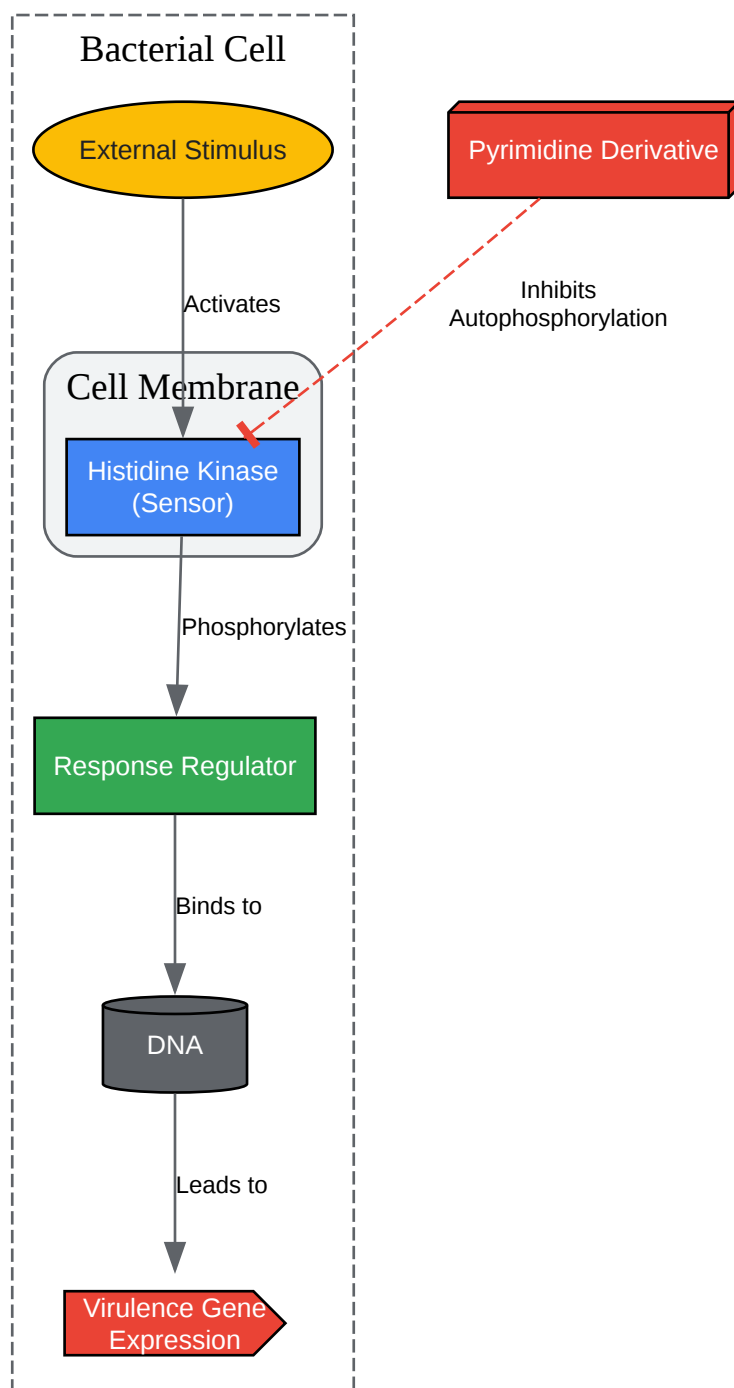 Bacterial Cell
External Stimulus
Pyrimidine Derivative
Activates
Inhibits
Autophosphorylation
Cell Membrane
Histidine Kinase
(Sensor)
Phosphorylates
Response Regulator
Binds to
DNA
Leads to
Virulence Gene
Expression